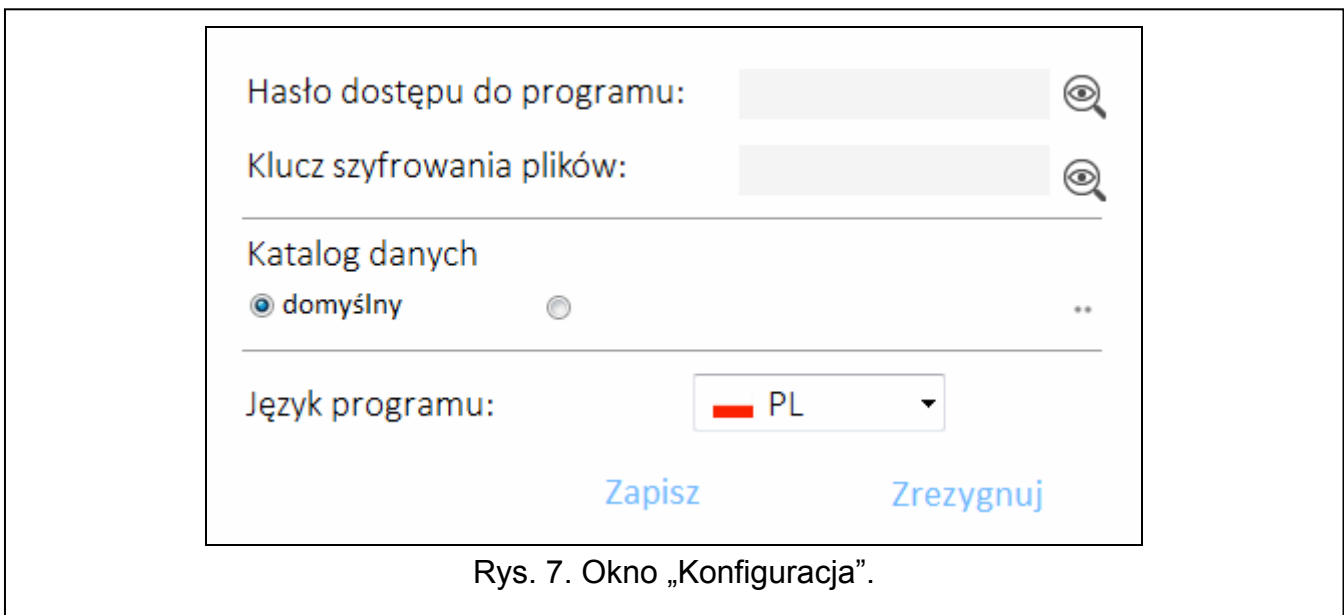 Hasło dostępu do programu:
Klucz szyfrowania plików:
Katalog danych
domyślny
..
Język programu: PL
Zapisz Zrezygnuj
Rys. 7. Okno „Konfiguracja”.